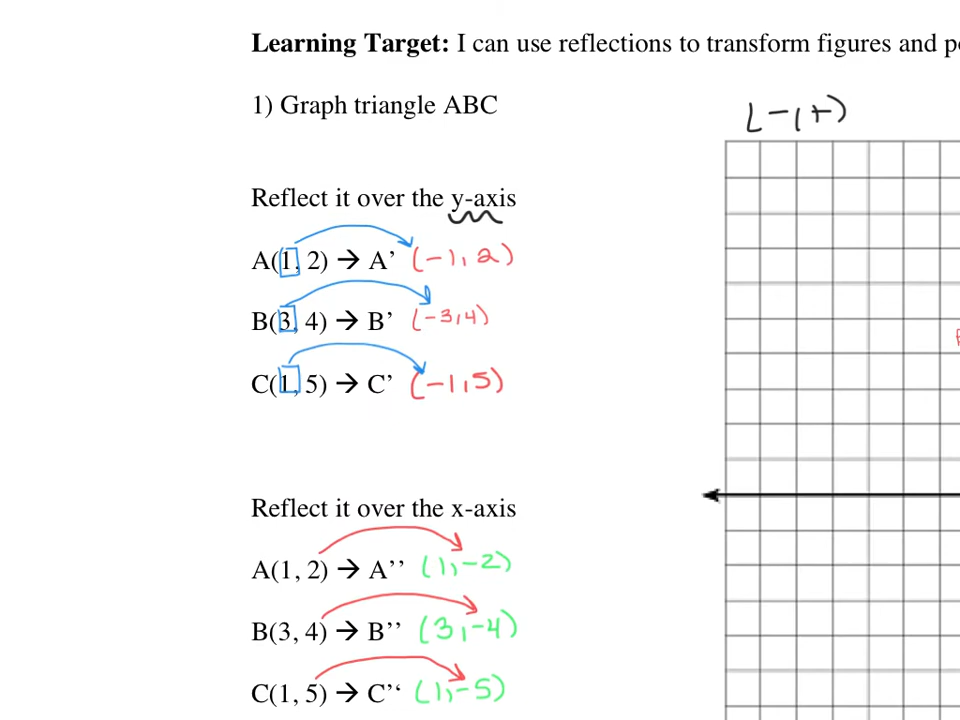 Learning Target: I can use reflections to transform figures and
1) Graph triangle ABC
(-,+)
Reflect it over the y-axis
A(1, 2) → A’ (-1, 2)
B(3, 4) → B’ (-3, 4)
C(1, 5) → C’ (-1, 5)
Reflect it over the x-axis
A(1, 2) → A’’ (1, -2)
B(3, 4) → B’’ (3, -4)
C(1, 5) → C’‘ (1, -5)